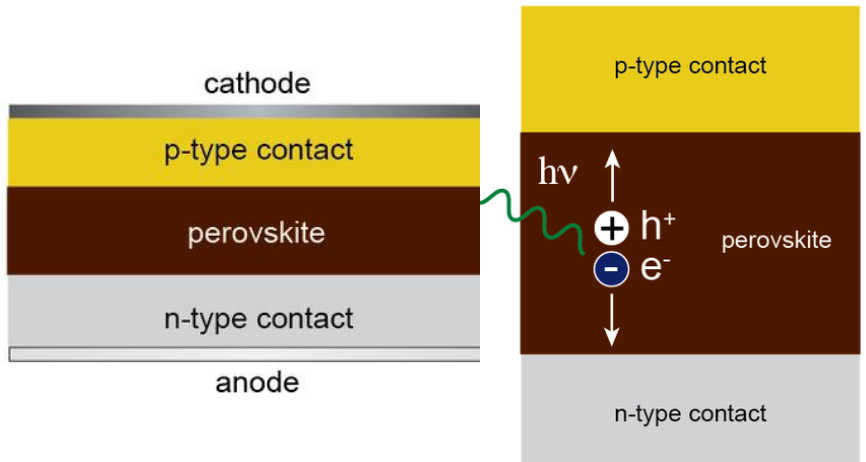 cathode
p-type contact
perovskite
n-type contact
anode
p-type contact
hν
+ h⁺
perovskite
- e⁻
n-type contact